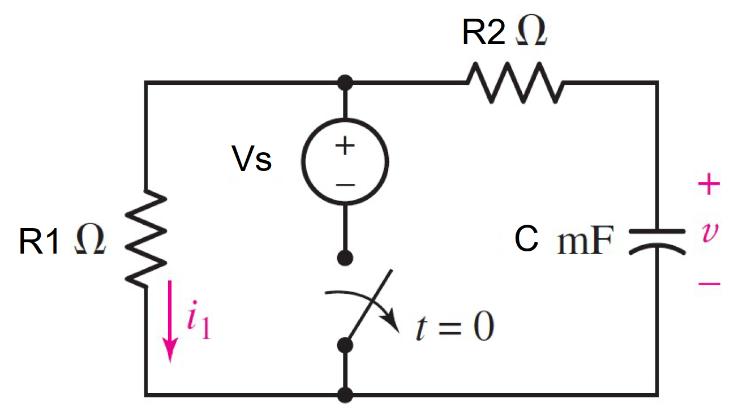 R2 Ω
+
Vs
−
R1 Ω
i₁
C mF
+
v
−
t = 0